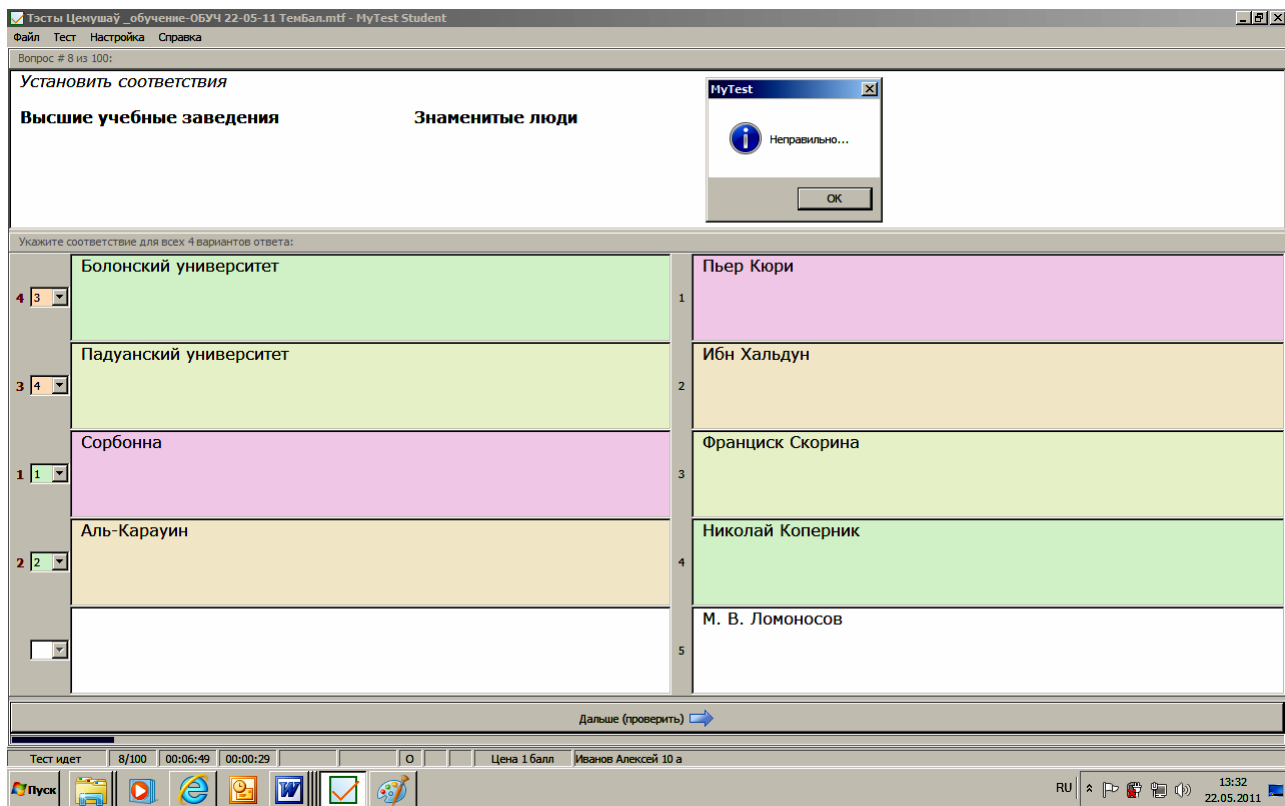 Тэсты Цемушаў _обучение-ОБУЧ 22-05-11 ТемБал.mtf - MyTest Student
Файл Тест Настройка Справка
Вопрос # 8 из 100:
Установить соответствия
Высшие учебные заведения Знаменитые люди
MyTest
Неправильно...
OK
Укажите соответствие для всех 4 вариантов ответа:
4 3 Болонский университет 1 Пьер Кюри
3 4 Падуанский университет 2 Ибн Хальдун
1 1 Сорбонна 3 Франциск Скорина
2 2 Аль-Карауин 4 Николай Коперник
5 М. В. Ломоносов
Дальше (проверить)
Тест идет 8/100 00:06:49 00:00:29 О Цена 1 балл Иванов Алексей 10 а
Пуск RU 13:32
22.05.2011